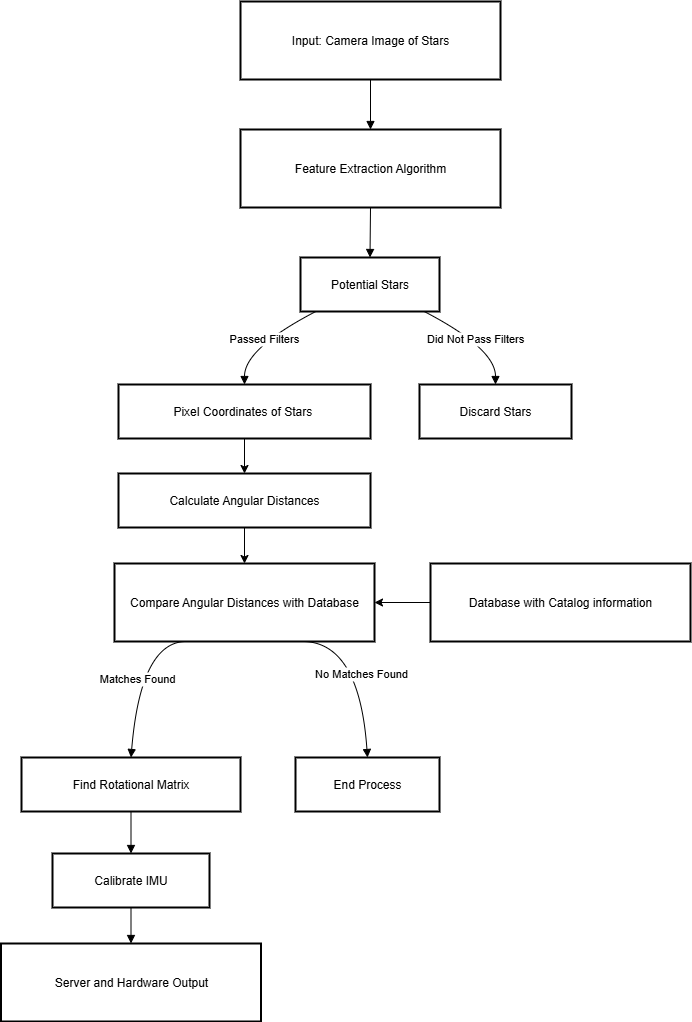 Input: Camera Image of Stars
Feature Extraction Algorithm
Potential Stars
Passed Filters
Did Not Pass Filters
Pixel Coordinates of Stars
Discard Stars
Calculate Angular Distances
Compare Angular Distances with Database
Database with Catalog information
Matches Found
No Matches Found
Find Rotational Matrix
End Process
Calibrate IMU
Server and Hardware Output